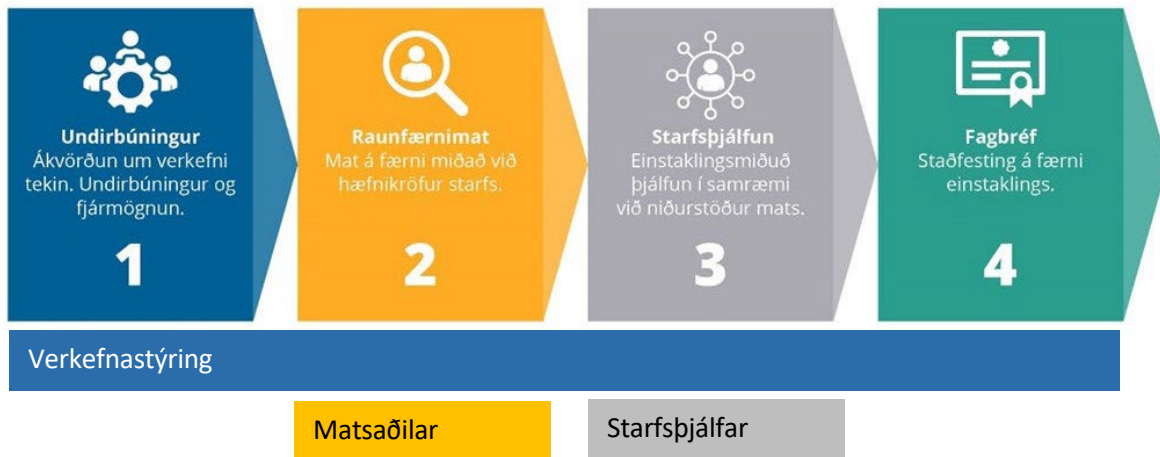 Undirbúningur
Ákvörðun um verkefni
tekin. Undirbúningur og
fjármögnun.
1
Raunfærnimat
Mat á færni miðað við
hæfnikröfur starfs.
2
Starfsþjálfun
Einstaklingsmiðuð
þjálfun í samræmi
við niðurstöður mats.
3
Fagbréf
Staðfesting á færni
einstaklings.
4
Verkefnastýring
Matsaðilar
Starfsþjálfar